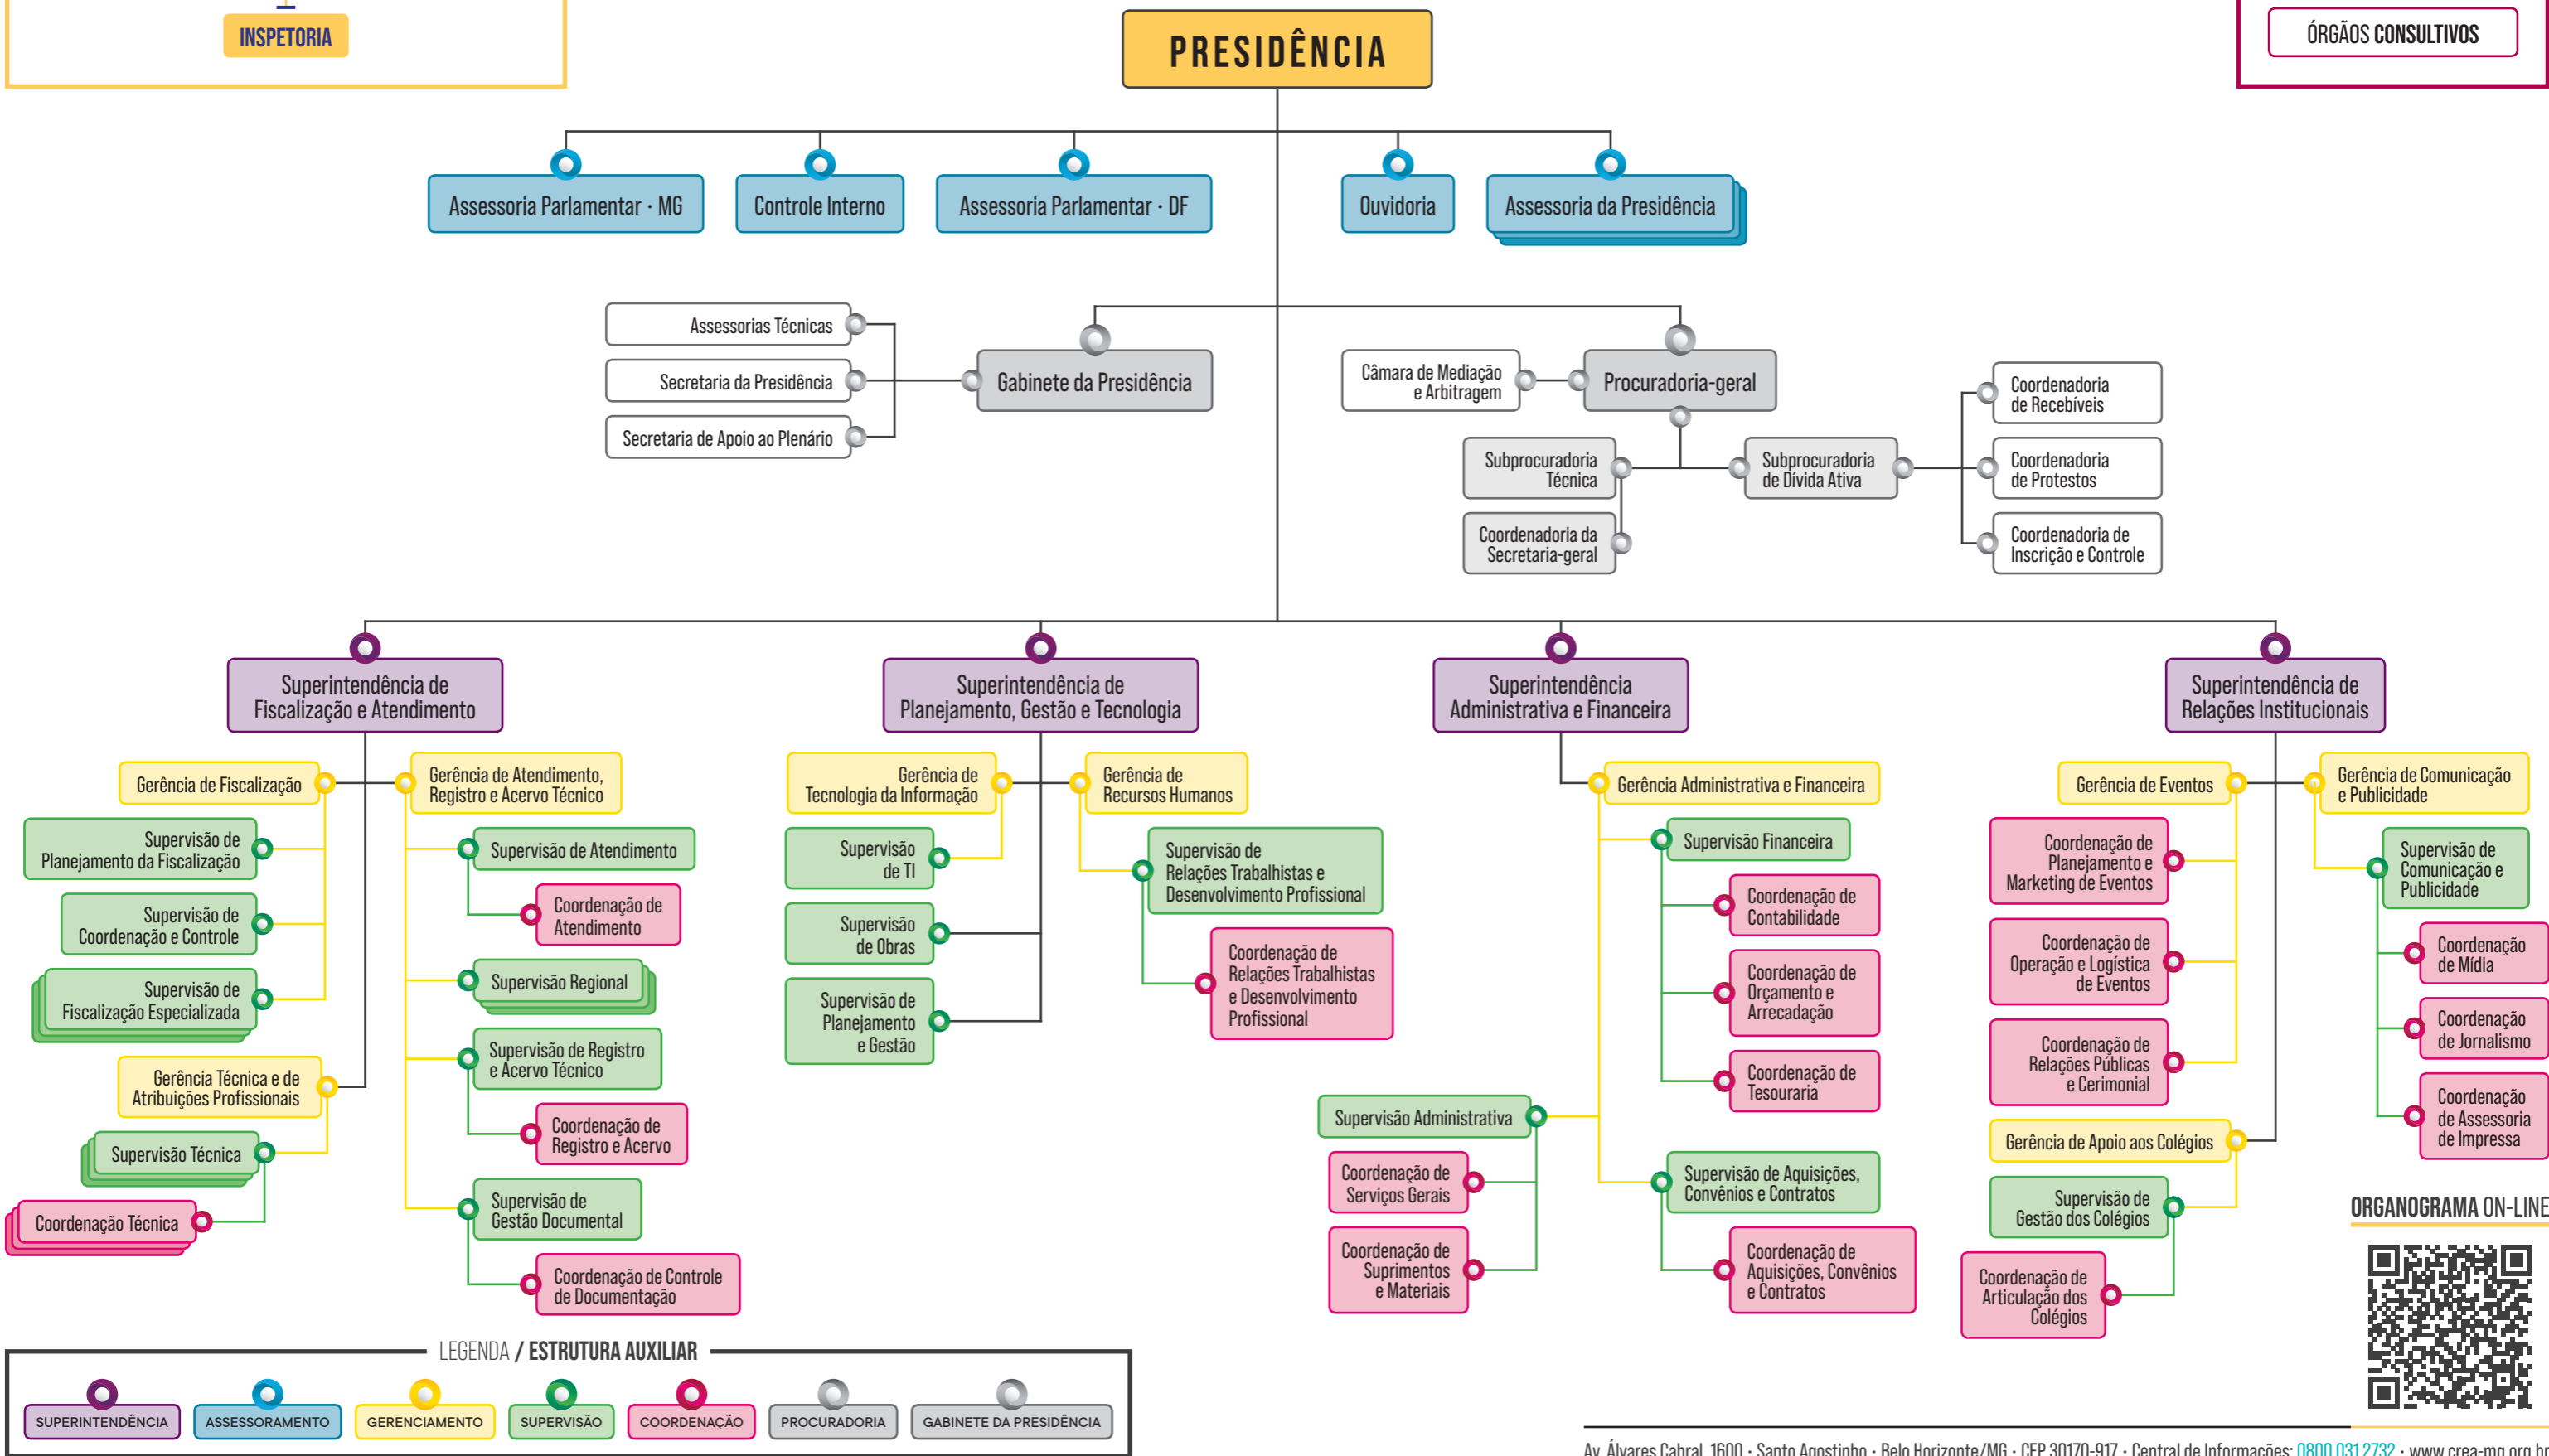 INSPETORIA
PRESIDÊNCIA
ÓRGÃOS CONSULTIVOS
Assessoria Parlamentar · MG
Controle Interno
Assessoria Parlamentar · DF
Ouvidoria
Assessoria da Presidência
Assessorias Técnicas
Secretaria da Presidência
Secretaria de Apoio ao Plenário
Gabinete da Presidência
Câmara de Mediação
e Arbitragem
Procuradoria-geral
Subprocuradoria
Técnica
Coordenadoria da
Secretaria-geral
Subprocuradoria
de Dívida Ativa
Coordenadoria
de Recebíveis
Coordenadoria
de Protestos
Coordenadoria de
Inscrição e Controle
Superintendência de
Fiscalização e Atendimento
Gerência de Fiscalização
Supervisão de
Planejamento da Fiscalização
Supervisão de
Coordenação e Controle
Supervisão de
Fiscalização Especializada
Gerência Técnica e de
Atribuições Profissionais
Supervisão Técnica
Coordenação Técnica
Gerência de Atendimento,
Registro e Acervo Técnico
Supervisão de Atendimento
Coordenação de
Atendimento
Supervisão Regional
Supervisão de Registro
e Acervo Técnico
Coordenação de
Registro e Acervo
Supervisão de
Gestão Documental
Coordenação de Controle
de Documentação
Superintendência de
Planejamento, Gestão e Tecnologia
Gerência de
Tecnologia da Informação
Supervisão
de TI
Supervisão
de Obras
Supervisão de
Planejamento
e Gestão
Gerência de
Recursos Humanos
Supervisão de
Relações Trabalhistas e
Desenvolvimento Profissional
Coordenação de
Relações Trabalhistas
e Desenvolvimento
Profissional
Superintendência
Administrativa e Financeira
Gerência Administrativa e Financeira
Supervisão Financeira
Coordenação de
Contabilidade
Coordenação de
Orçamento e
Arrecadação
Coordenação de
Tesouraria
Supervisão Administrativa
Coordenação de
Serviços Gerais
Coordenação de
Suprimentos
e Materiais
Supervisão de Aquisições,
Convênios e Contratos
Coordenação de
Aquisições, Convênios
e Contratos
Superintendência de
Relações Institucionais
Gerência de Eventos
Coordenação de
Planejamento e
Marketing de Eventos
Coordenação de
Operação e Logística
de Eventos
Coordenação de
Relações Públicas
e Cerimonial
Gerência de Apoio aos Colégios
Supervisão de
Gestão dos Colégios
Coordenação de
Articulação dos
Colégios
Gerência de Comunicação
e Publicidade
Supervisão de
Comunicação e
Publicidade
Coordenação
de Mídia
Coordenação
de Jornalismo
Coordenação
de Assessoria
de Impressa
ORGANOGRAMA ON-LINE
LEGENDA / ESTRUTURA AUXILIAR
SUPERINTENDÊNCIA
ASSESSORAMENTO
GERENCIAMENTO
SUPERVISÃO
COORDENAÇÃO
PROCURADORIA
GABINETE DA PRESIDÊNCIA
Av. Álvares Cabral, 1600 · Santo Agostinho · Belo Horizonte/MG · CEP 30170-917 · Central de Informações: 0800 031 2732 · www.crea-mg.org.br